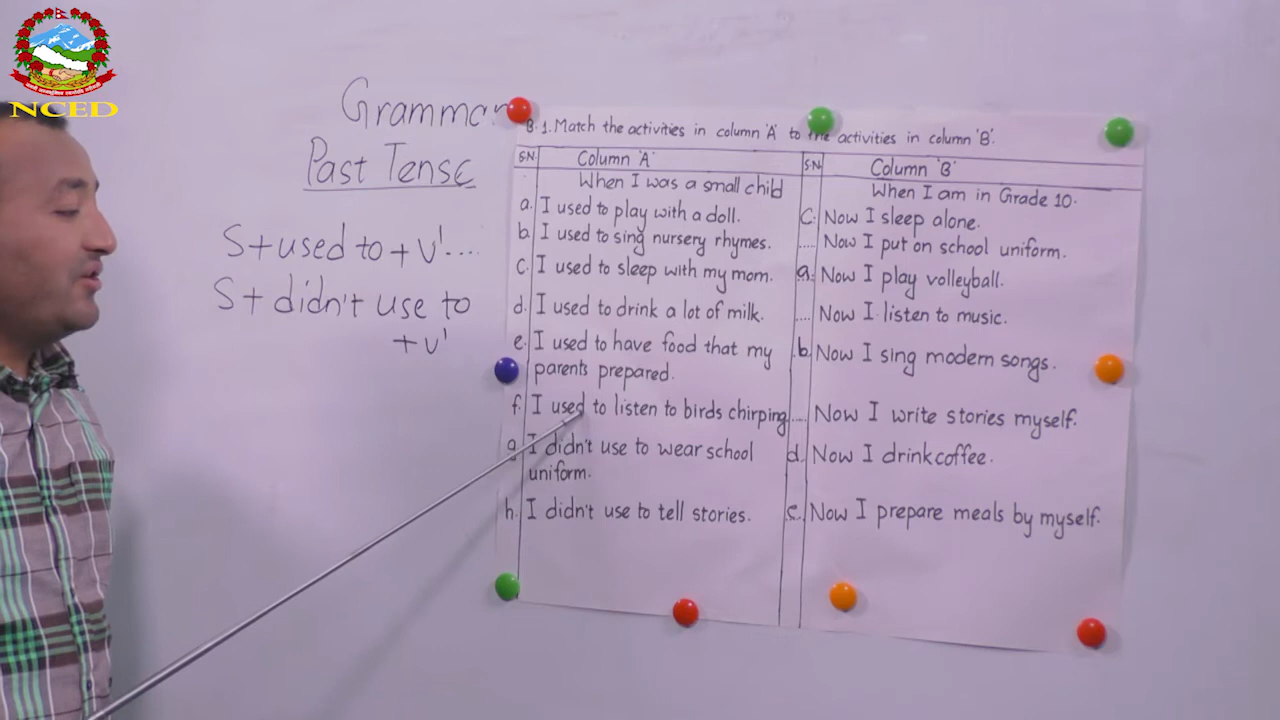 NCED
Grammar
Past Tense
S+used to + v¹....
S+ didn't use to
+v¹
B. 1. Match the activities in column 'A' to the activities in column 'B'.
S.N. Column 'A' S.N. Column 'B'
When I was a small child When I am in Grade 10.
a. I used to play with a doll. C. Now I sleep alone.
b. I used to sing nursery rhymes. .... Now I put on school uniform.
c. I used to sleep with my mom. a. Now I play volleyball.
d. I used to drink a lot of milk. .... Now I listen to music.
e. I used to have food that my b. Now I sing modern songs.
parents prepared.
f. I used to listen to birds chirping .... Now I write stories myself.
g. I didn't use to wear school d. Now I drink coffee.
uniform.
h. I didn't use to tell stories. e. Now I prepare meals by myself.